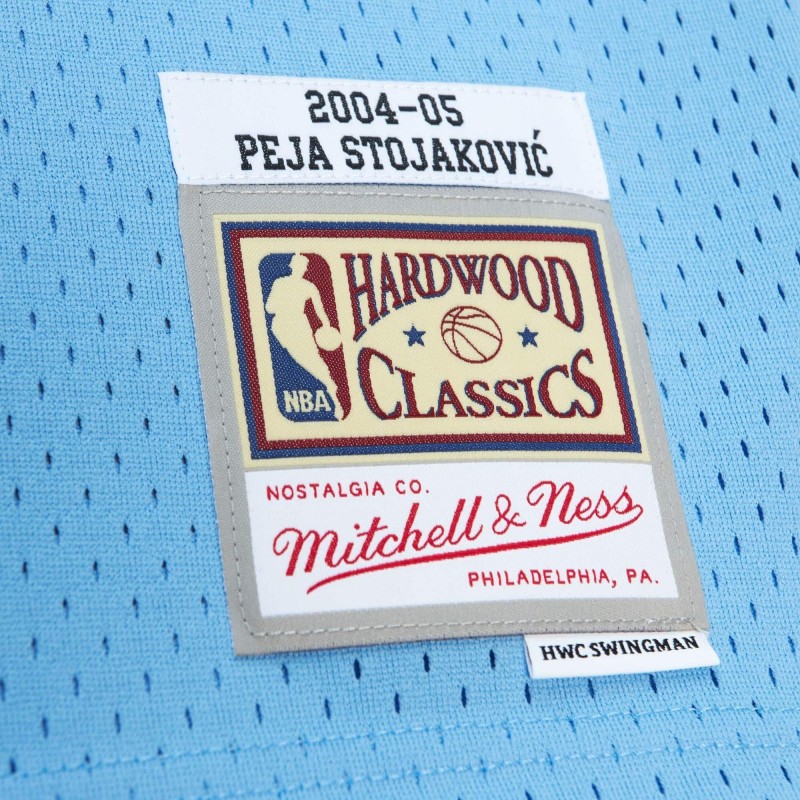 2004-05
PEJA STOJAKOVIĆ
HARDWOOD
CLASSICS
NBA
NOSTALGIA CO.
Mitchell & Ness
PHILADELPHIA, PA.
HWC SWINGMAN